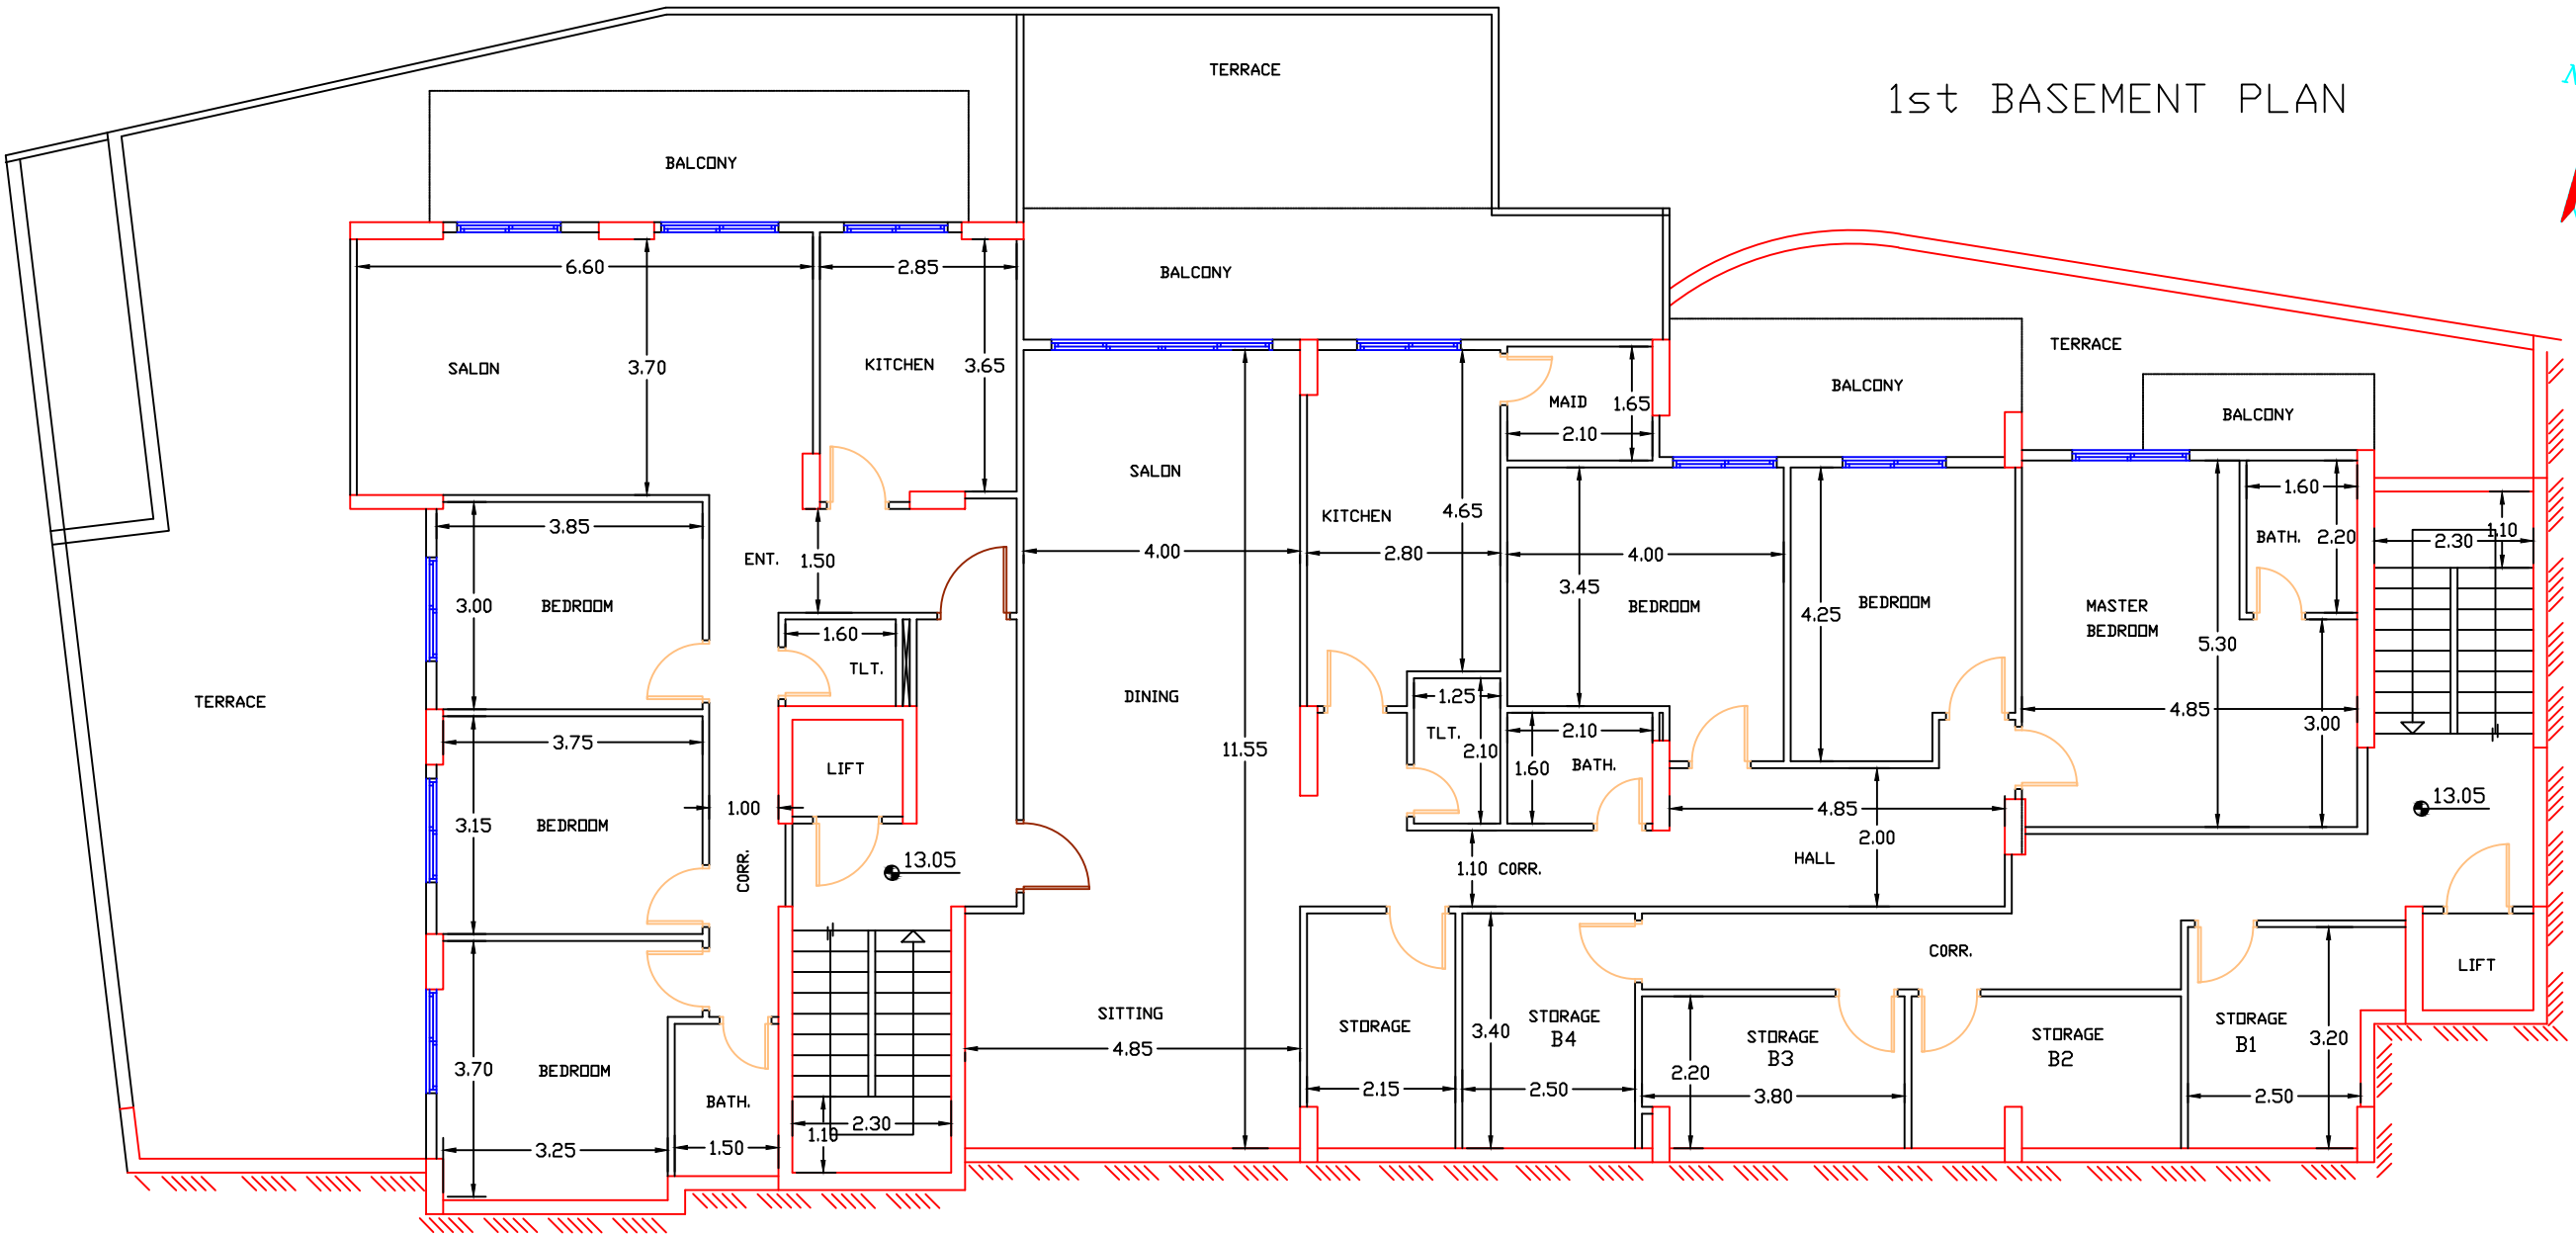 TERRACE
1st BASEMENT PLAN
N
BALCONY
6.60
2.85
BALCONY
SALON
3.70
KITCHEN
3.65
TERRACE
BALCONY
BALCONY
MAID
1.65
2.10
SALON
KITCHEN
4.65
1.60
BATH.
2.20
2.30
1.10
3.85
ENT.
1.50
4.00
2.80
4.00
3.45
BEDROOM
4.25
BEDROOM
MASTER
BEDROOM
5.30
3.00
BEDROOM
1.60
TLT.
TERRACE
DINING
1.25
TLT.
2.10
2.10
1.60
BATH.
4.85
3.00
3.75
LIFT
11.55
3.15
BEDROOM
1.00
CORR.
13.05
4.85
2.00
HALL
13.05
1.10 CORR.
CORR.
LIFT
SITTING
4.85
STORAGE
2.15
3.40
STORAGE
B4
2.50
STORAGE
B3
2.20
3.80
STORAGE
B2
STORAGE
B1
3.20
2.50
3.70
BEDROOM
3.25
BATH.
1.50
2.30
1.10